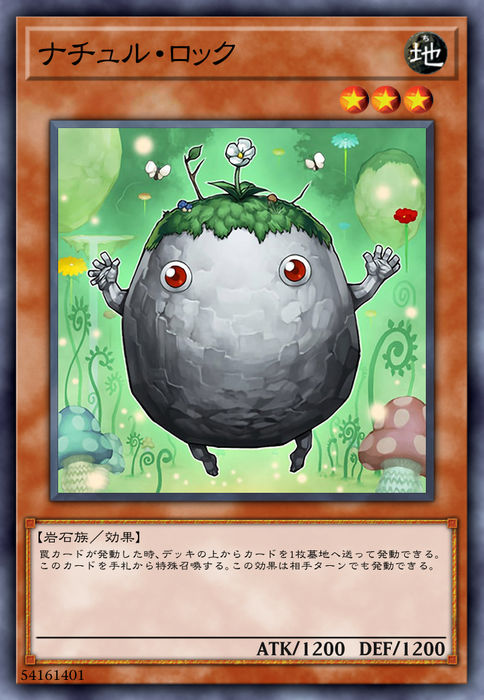 ナチュル・ロック
地
【岩石族／効果】
罠カードが発動した時、デッキの上からカードを1枚墓地へ送って発動できる。
このカードを手札から特殊召喚する。この効果は相手ターンでも発動できる。
ATK/1200 DEF/1200
54161401